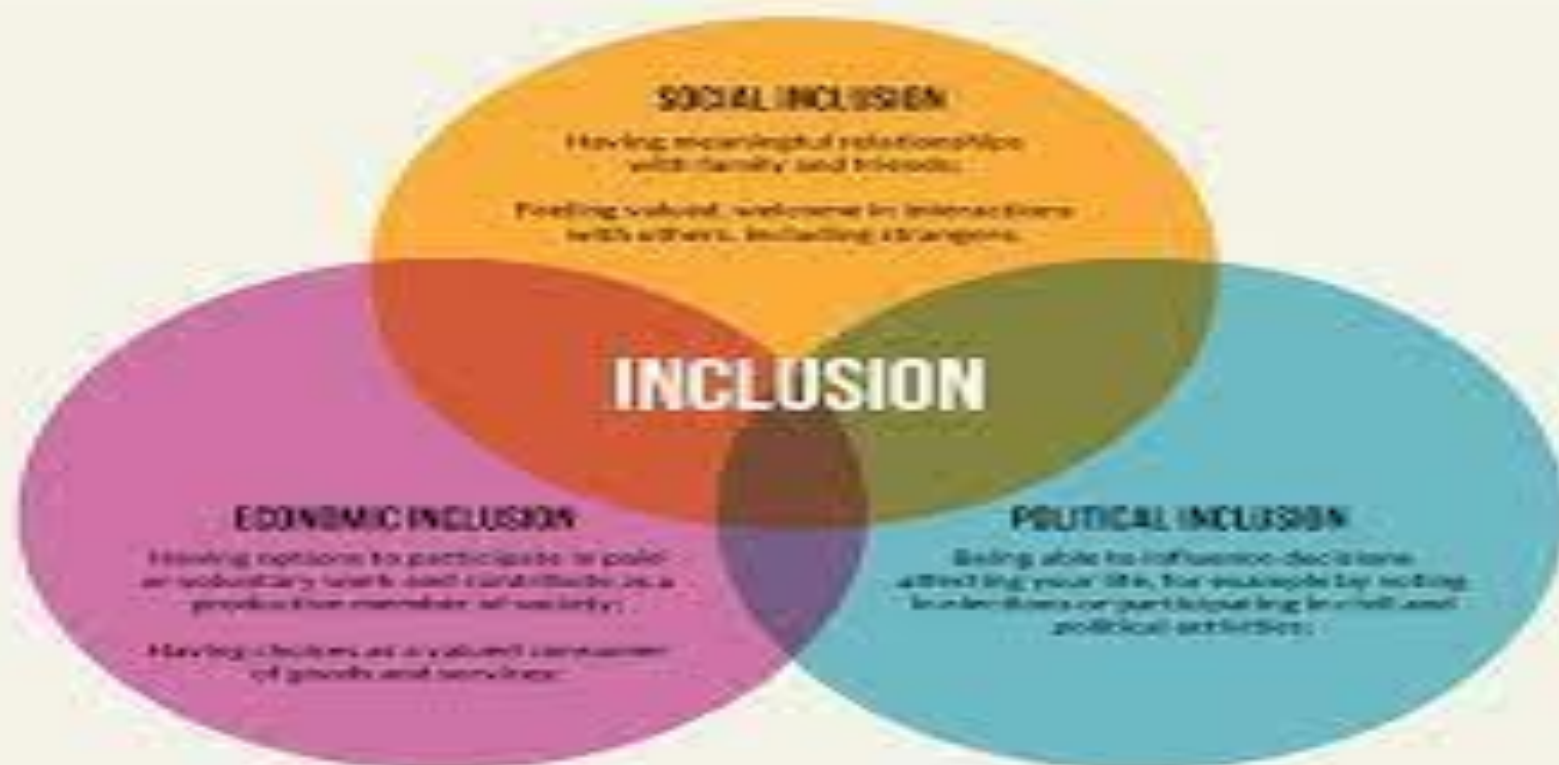 SOCIAL INCLUSION
Having meaningful relationships
with family and friends;
Feeling valued, welcome in interactions
with others, including strangers.
INCLUSION
ECONOMIC INCLUSION
Having options to participate in paid
or voluntary work and contribute as a
productive member of society;
Having choices as a valued consumer
of goods and services;
POLITICAL INCLUSION
Being able to influence decisions
affecting your life, for example by voting
in elections or participating in civil and
political activities;